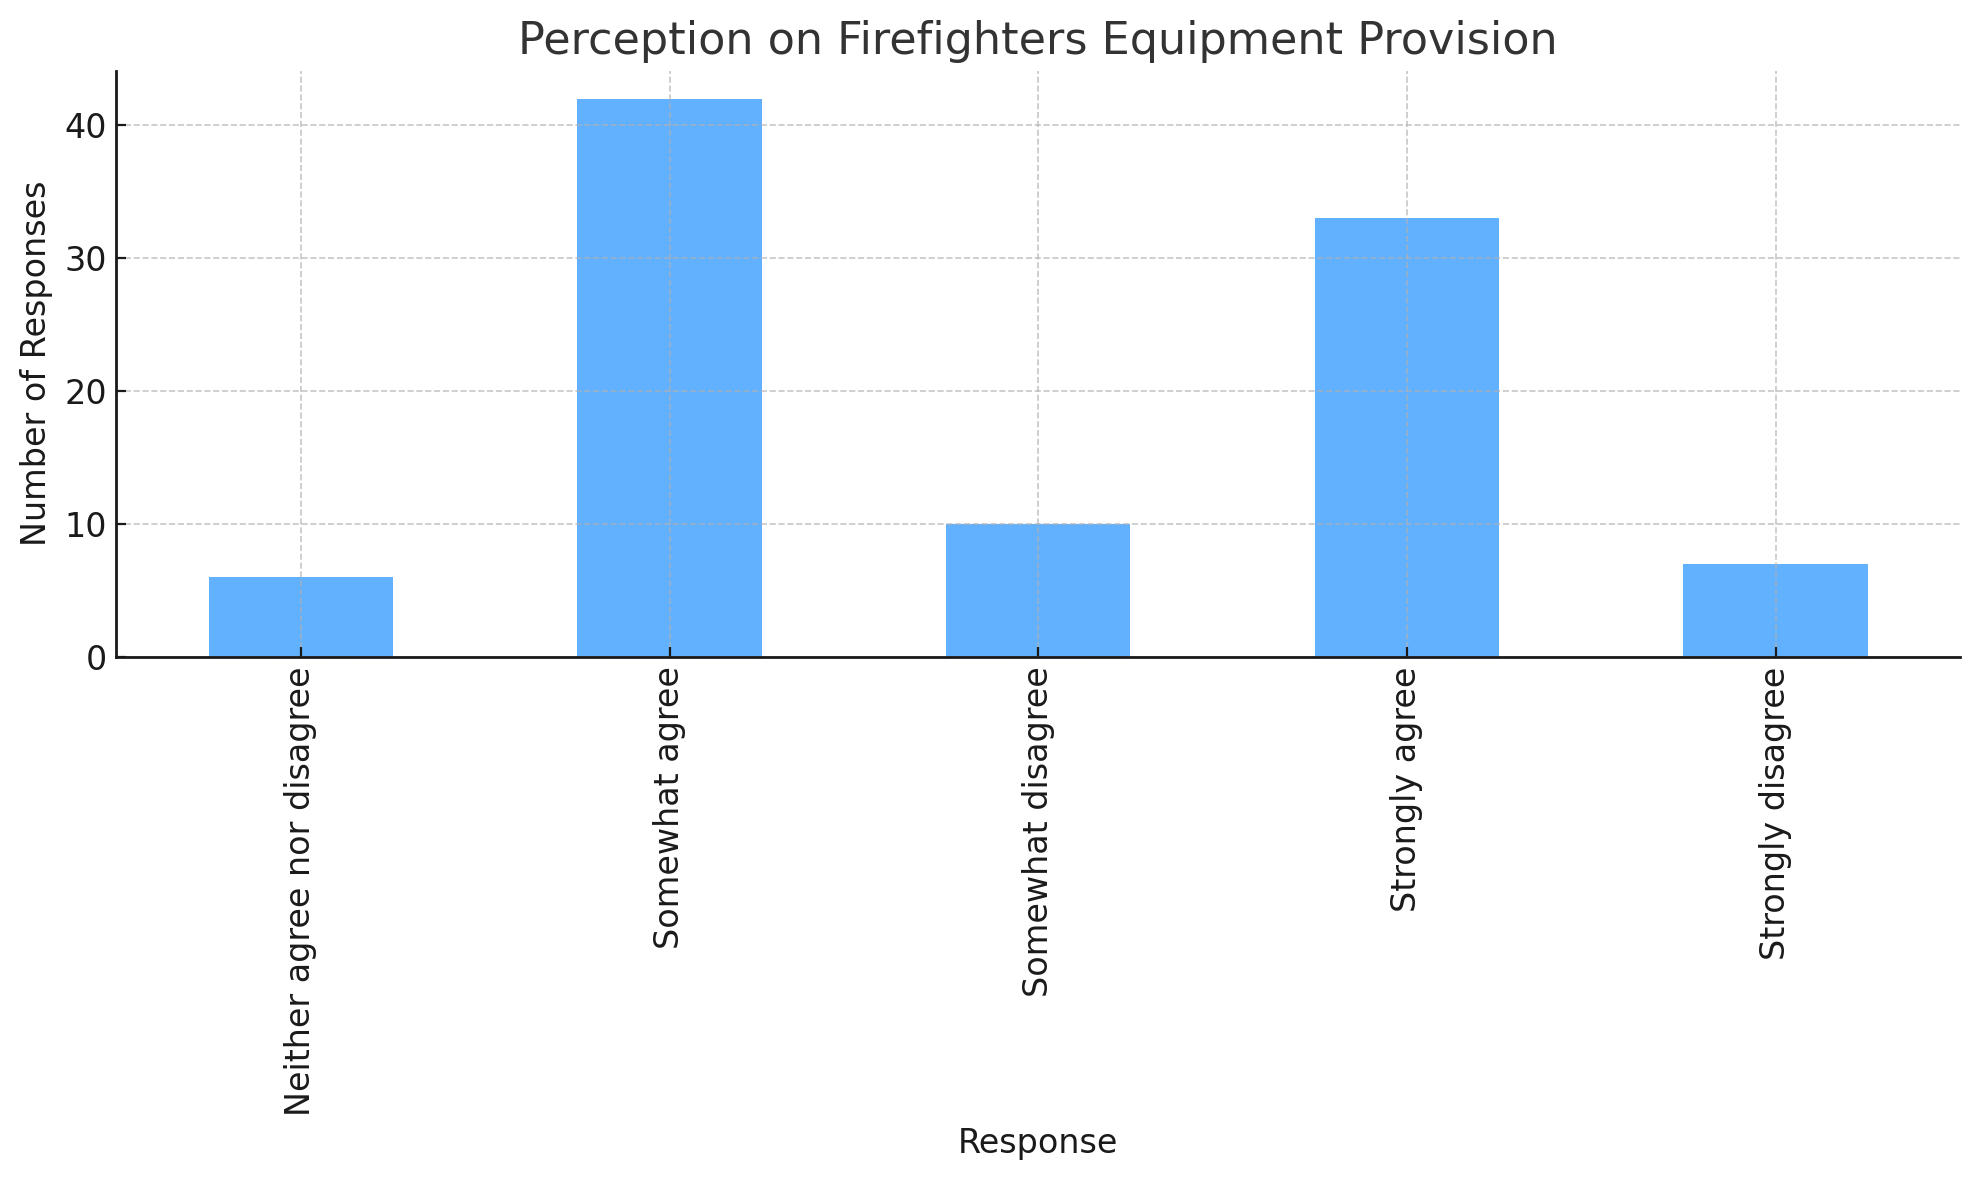 Perception on Firefighters Equipment Provision
Number of Responses
40
30
20
10
0
Neither agree nor disagree
Somewhat agree
Somewhat disagree
Strongly agree
Strongly disagree
Response